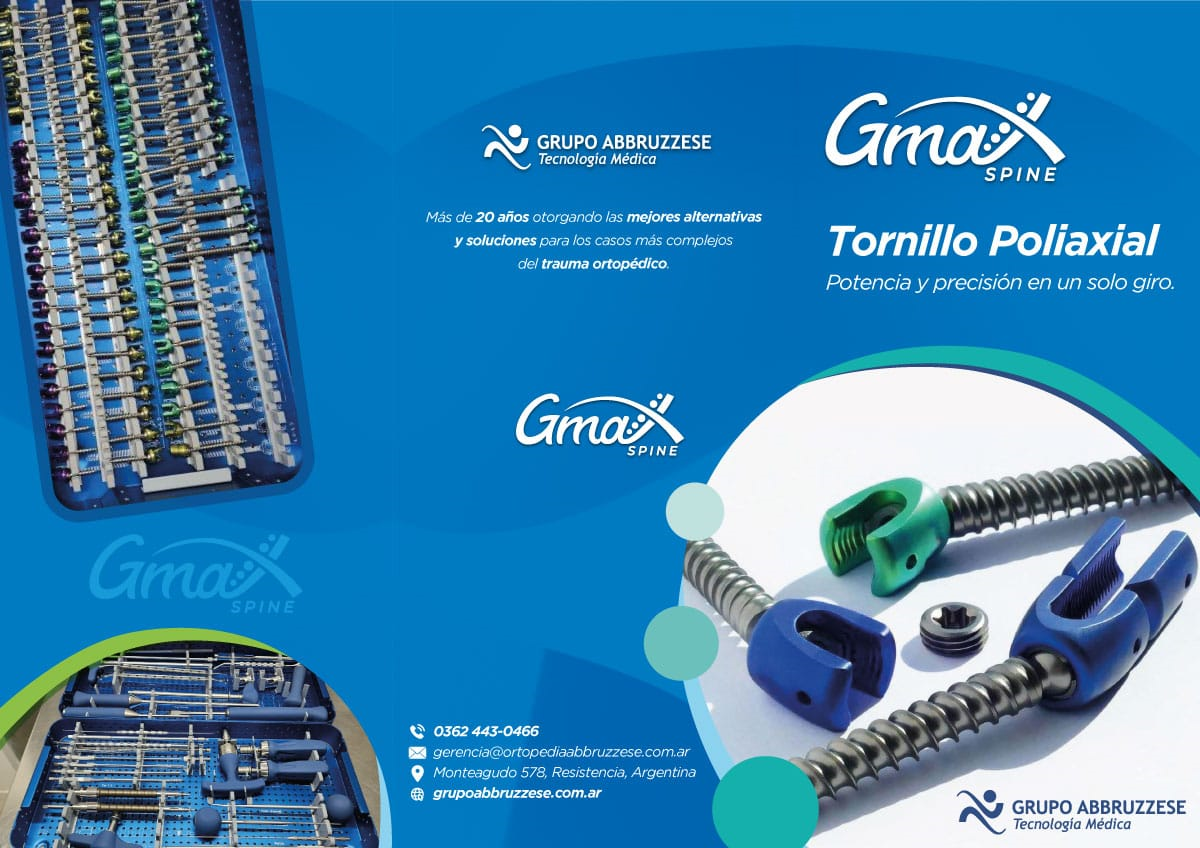 Gmax
SPINE
GRUPO ABBRUZZESE
Tecnología Médica
Más de 20 años otorgando las mejores alternativas
y soluciones para los casos más complejos
del trauma ortopédico.
Gmax
SPINE
0362 443-0466
gerencia@ortopediaabbruzzese.com.ar
Monteagudo 578, Resistencia, Argentina
grupoabbruzzese.com.ar
Gmax
SPINE
Tornillo Poliaxial
Potencia y precisión en un solo giro.
GRUPO ABBRUZZESE
Tecnología Médica